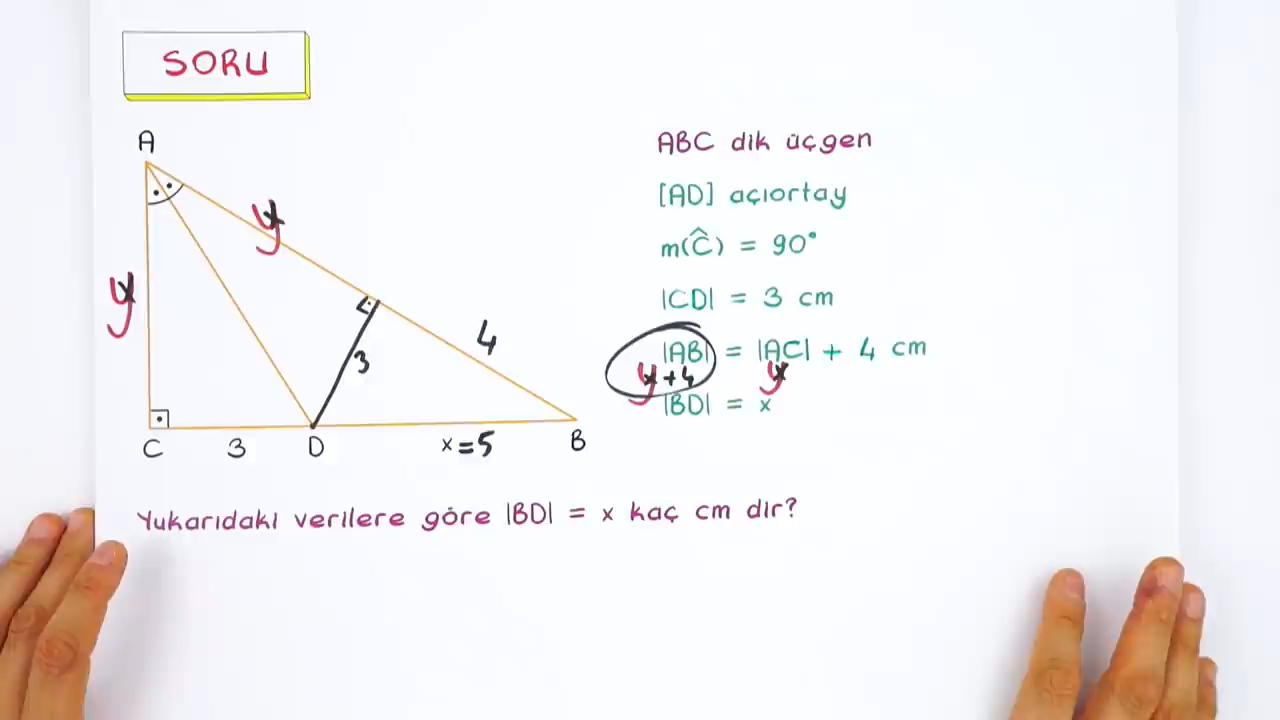 SORU
A
ABC dik üçgen
[AD] açıortay
m(Ĉ) = 90°
|CD| = 3 cm
|AB| = |AC| + 4 cm
y+4 y
|BD| = x
y
y
4
3
C 3 D x=5 B
Yukarıdaki verilere göre |BD| = x kaç cm dir?